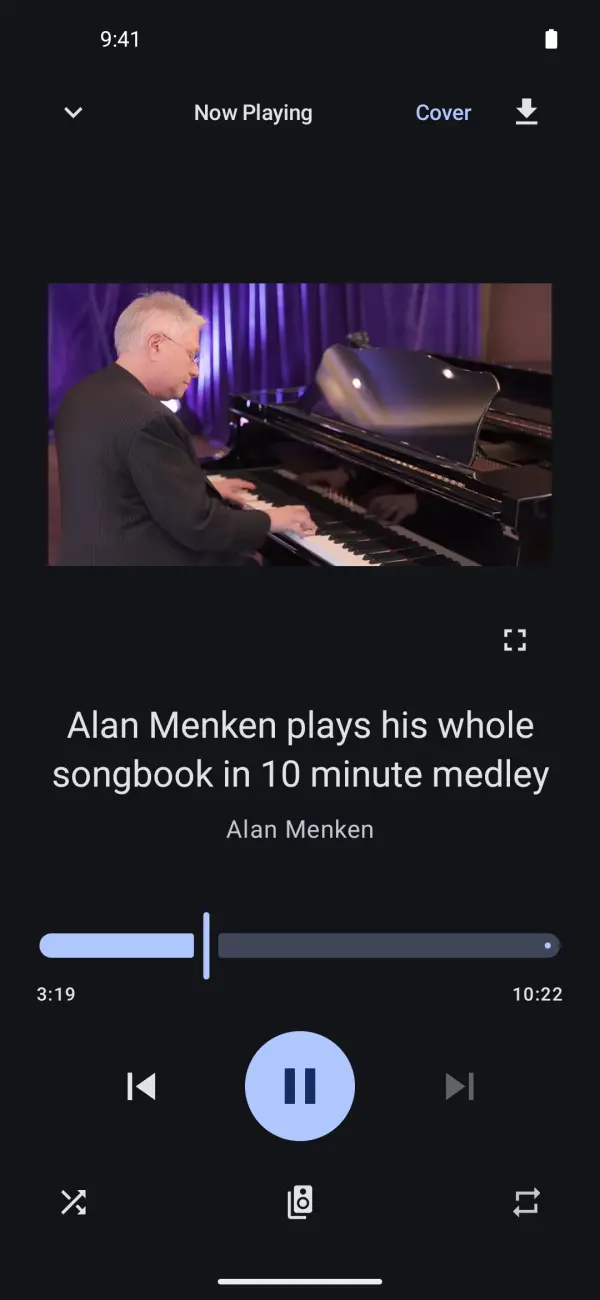 9:41
Now Playing
Cover
Alan Menken plays his whole
songbook in 10 minute medley
Alan Menken
3:19
10:22